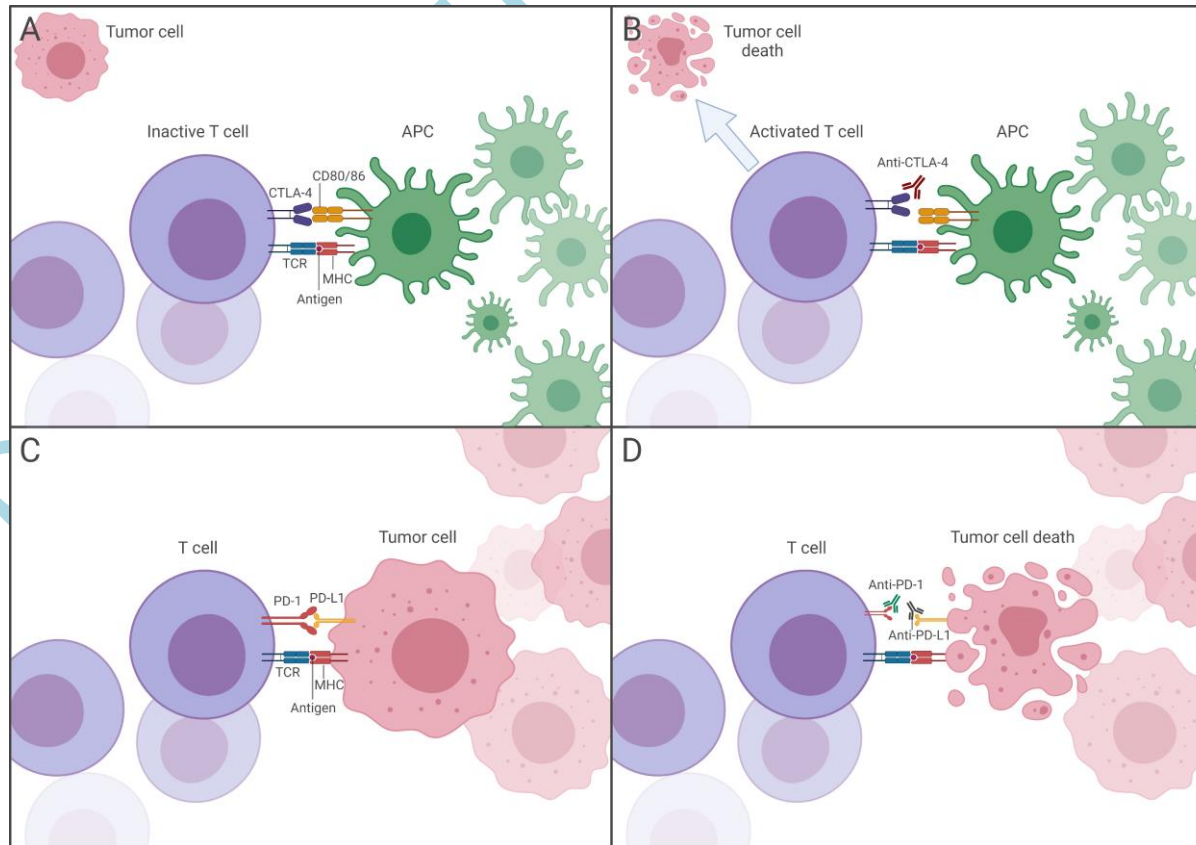 A
Tumor cell
Inactive T cell
APC
CTLA-4
CD80/86
TCR
MHC
Antigen
B
Tumor cell
death
Activated T cell
APC
Anti-CTLA-4
C
T cell
Tumor cell
PD-1
PD-L1
TCR
MHC
Antigen
D
T cell
Tumor cell death
Anti-PD-1
Anti-PD-L1